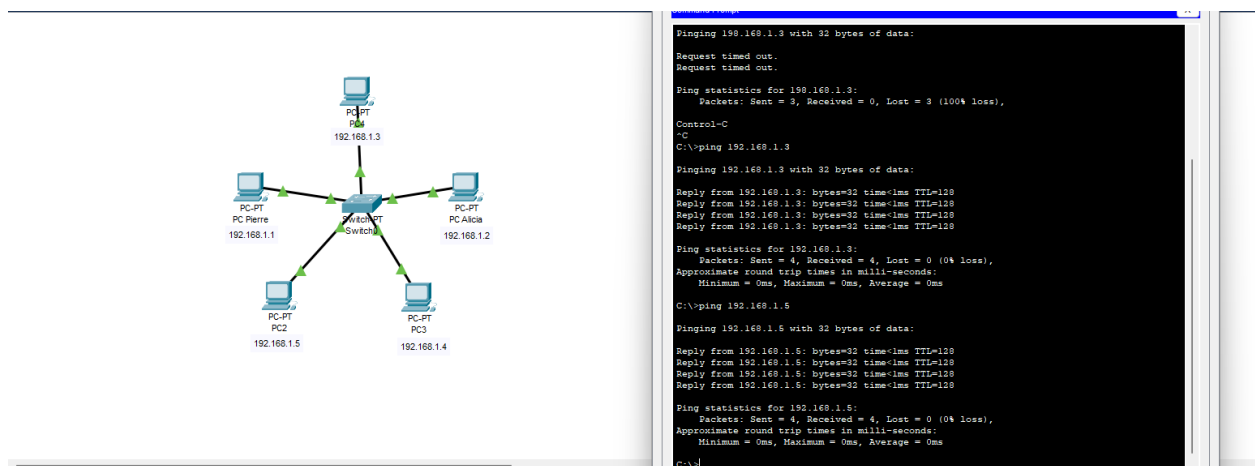 PC-PT
PC4
192.168.1.3
PC-PT
PC Pierre
192.168.1.1
Switch-PT
Switch0
PC-PT
PC Alicia
192.168.1.2
PC-PT
PC2
192.168.1.5
PC-PT
PC3
192.168.1.4
Command Prompt
X
Pinging 198.168.1.3 with 32 bytes of data:
Request timed out.
Request timed out.
Ping statistics for 198.168.1.3:
Packets: Sent = 3, Received = 0, Lost = 3 (100% loss),
Control-C
^C
C:\>ping 192.168.1.3
Pinging 192.168.1.3 with 32 bytes of data:
Reply from 192.168.1.3: bytes=32 time<1ms TTL=128
Reply from 192.168.1.3: bytes=32 time<1ms TTL=128
Reply from 192.168.1.3: bytes=32 time<1ms TTL=128
Reply from 192.168.1.3: bytes=32 time<1ms TTL=128
Ping statistics for 192.168.1.3:
Packets: Sent = 4, Received = 4, Lost = 0 (0% loss),
Approximate round trip times in milli-seconds:
Minimum = 0ms, Maximum = 0ms, Average = 0ms
C:\>ping 192.168.1.5
Pinging 192.168.1.5 with 32 bytes of data:
Reply from 192.168.1.5: bytes=32 time<1ms TTL=128
Reply from 192.168.1.5: bytes=32 time<1ms TTL=128
Reply from 192.168.1.5: bytes=32 time<1ms TTL=128
Reply from 192.168.1.5: bytes=32 time<1ms TTL=128
Ping statistics for 192.168.1.5:
Packets: Sent = 4, Received = 4, Lost = 0 (0% loss),
Approximate round trip times in milli-seconds:
Minimum = 0ms, Maximum = 0ms, Average = 0ms
C:\>